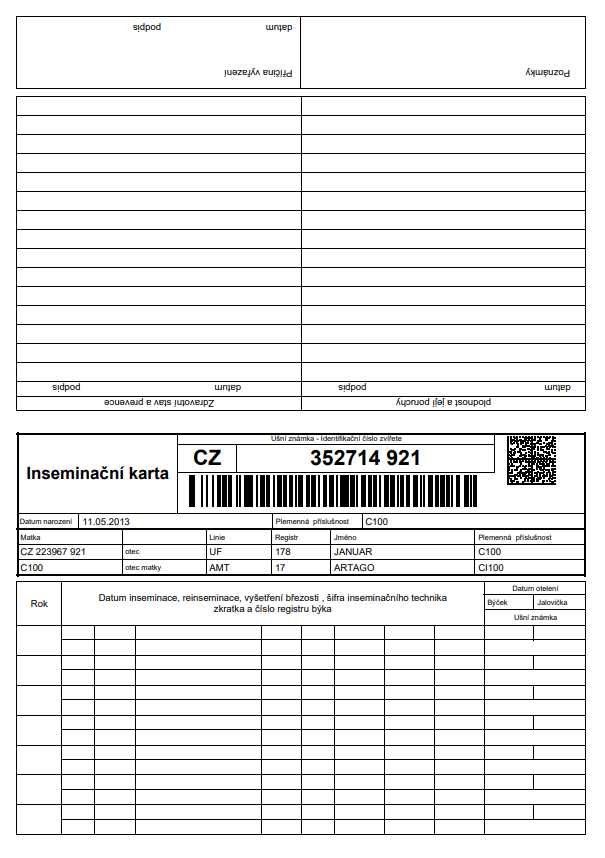 podpis datum
Příčina vyřazení Poznámky
podpis datum podpis datum
Zdravotní stav a prevence plodnost a její poruchy
Ušní známka - Identifikační číslo zvířete
Inseminační karta CZ 352714 921
Datum narození 11.05.2013 Plemenná příslušnost C100
Matka Linie Registr Jméno Plemenná příslušnost
CZ 223967 921 otec UF 178 JANUAR C100
C100 otec matky AMT 17 ARTAGO CI100
Rok Datum inseminace, reinseminace, vyšetření březosti , šifra inseminačního technika
zkratka a číslo registru býka
Datum otelení
Býček Jalovička
Ušní známka